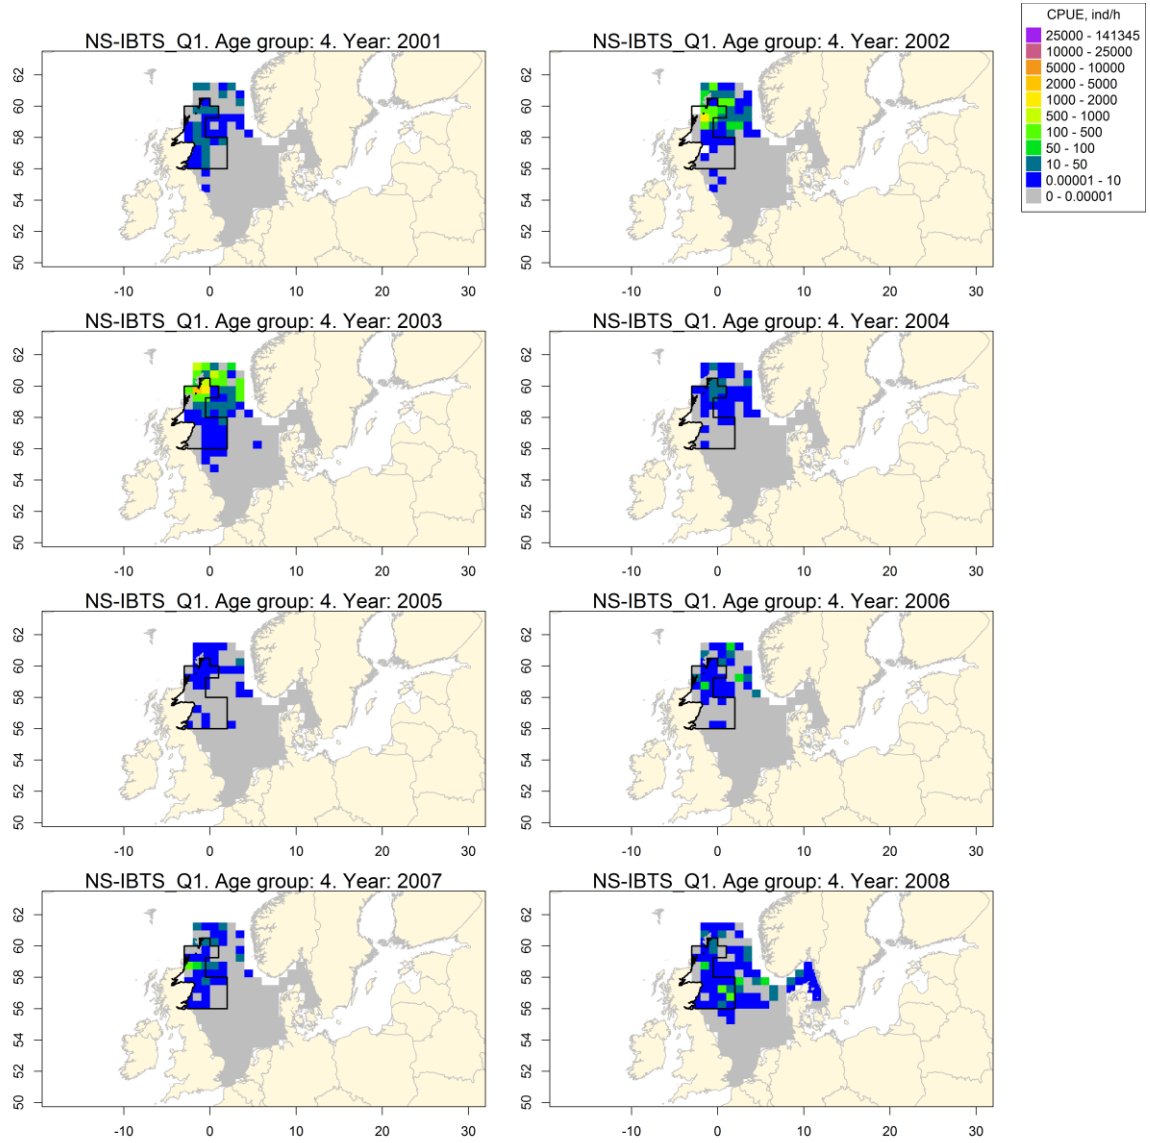 CPUE, ind/h
25000 - 141345
10000 - 25000
5000 - 10000
2000 - 5000
1000 - 2000
500 - 1000
100 - 500
50 - 100
10 - 50
0.00001 - 10
0 - 0.00001
NS-IBTS_Q1. Age group: 4. Year: 2001
62
60
58
56
54
52
50
-10 0 10 20 30
NS-IBTS_Q1. Age group: 4. Year: 2002
62
60
58
56
54
52
50
-10 0 10 20 30
NS-IBTS_Q1. Age group: 4. Year: 2003
62
60
58
56
54
52
50
-10 0 10 20 30
NS-IBTS_Q1. Age group: 4. Year: 2004
62
60
58
56
54
52
50
-10 0 10 20 30
NS-IBTS_Q1. Age group: 4. Year: 2005
62
60
58
56
54
52
50
-10 0 10 20 30
NS-IBTS_Q1. Age group: 4. Year: 2006
62
60
58
56
54
52
50
-10 0 10 20 30
NS-IBTS_Q1. Age group: 4. Year: 2007
62
60
58
56
54
52
50
-10 0 10 20 30
NS-IBTS_Q1. Age group: 4. Year: 2008
62
60
58
56
54
52
50
-10 0 10 20 30